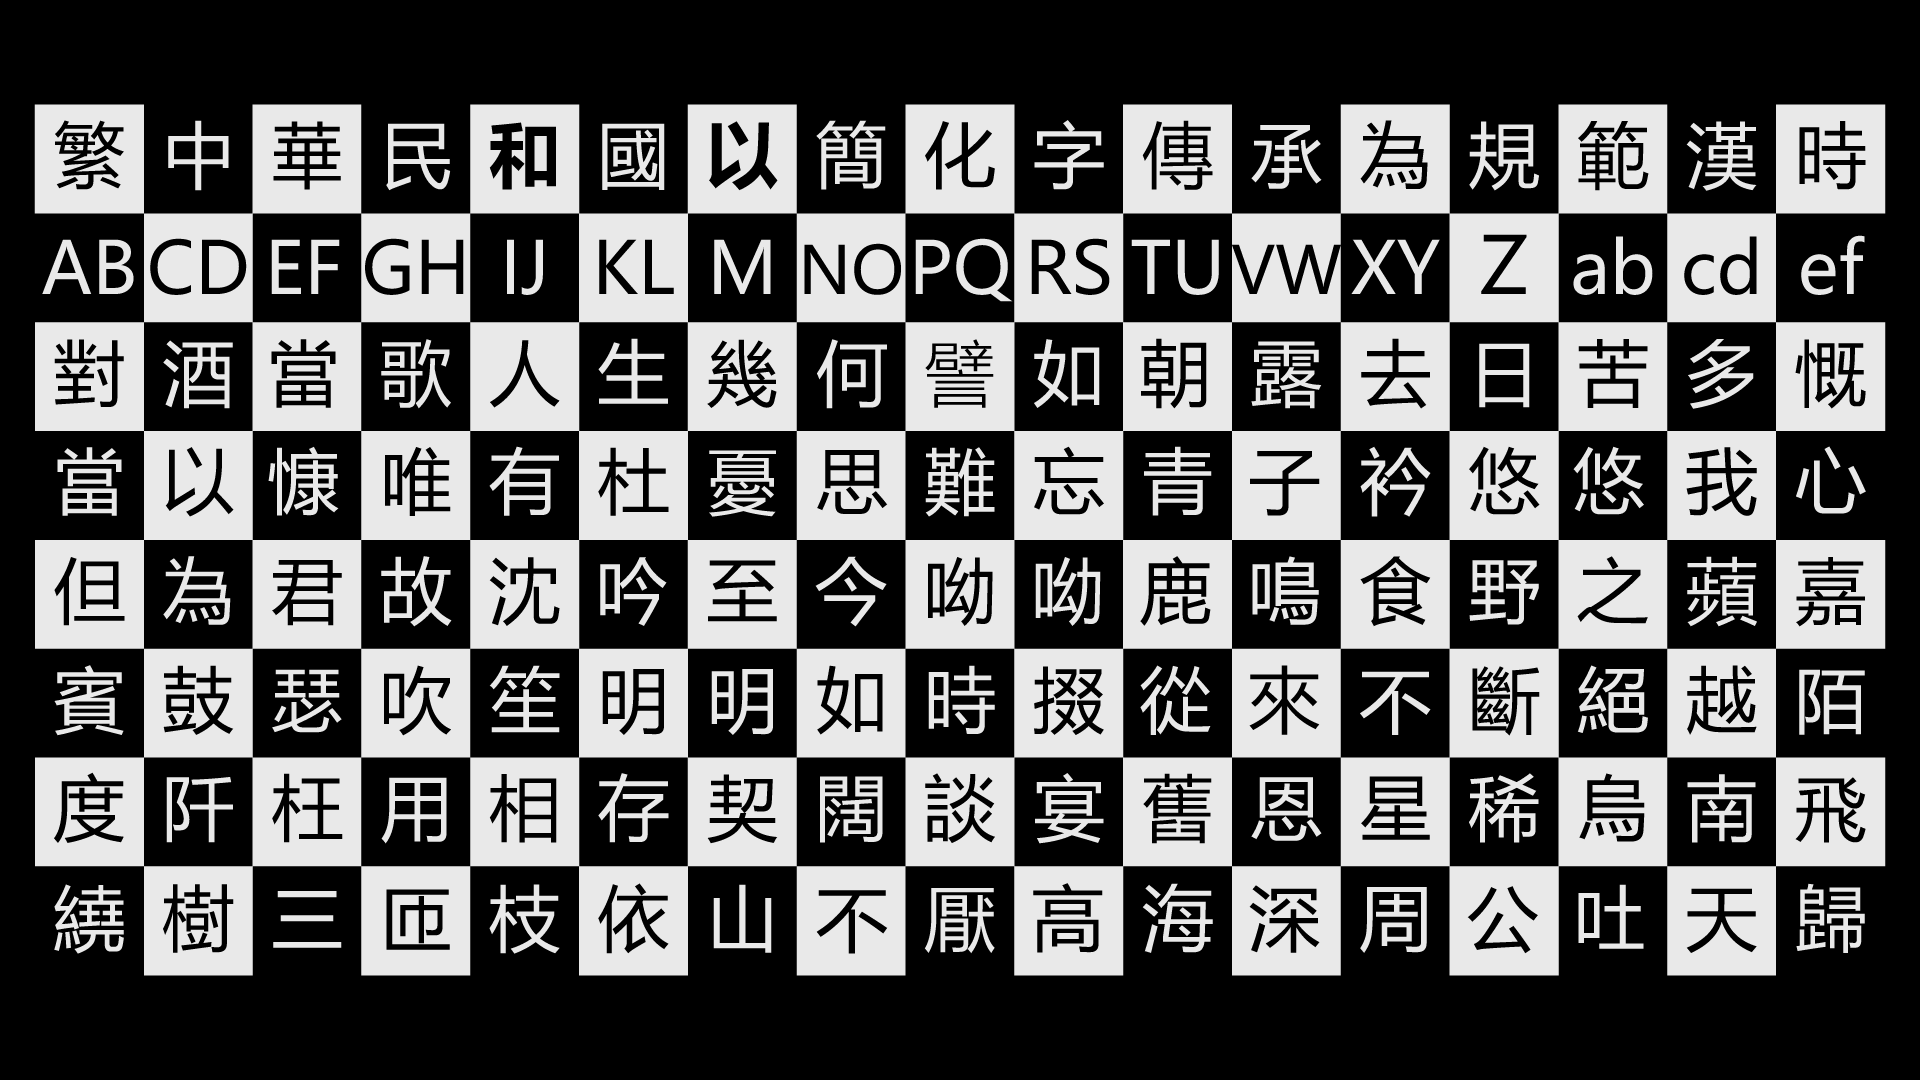 繁中華民和國以簡化字傳承為規範漢時
ABCDEFGHIJKLMNOPQRSTUVWXYZabcdef
對酒當歌人生幾何譬如朝露去日苦多慨
當以慷唯有杜憂思難忘青子衿悠悠我心
但為君故沈吟至今呦呦鹿鳴食野之蘋嘉
賓鼓瑟吹笙明明如時掇從來不斷絕越陌
度阡枉用相存契闊談宴舊恩星稀烏南飛
繞樹三匝枝依山不厭高海深周公吐天歸